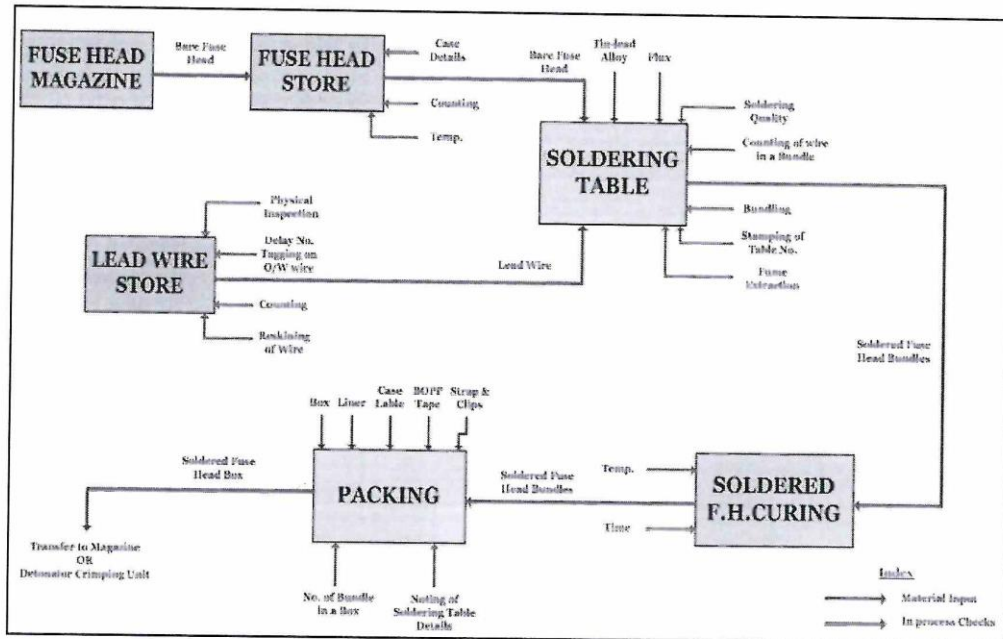 FUSE HEAD
MAGAZINE
Bare Fuse
Head
FUSE HEAD
STORE
Case
Details
Counting
Temp.
Bare Fuse
Head
Tin-lead
Alloy
Flux
SOLDERING
TABLE
Soldering
Quality
Counting of wire
in a Bundle
Bundling
Stamping of
Table No.
Fume
Extraction
LEAD WIRE
STORE
Physical
Inspection
Delay No.
Tagging on
O/W wire
Counting
of Wire
Lead Wire
Soldered Fuse
Head Bundles
SOLDERED
F.H.CURING
Temp.
Time
Soldered Fuse
Head Bundles
PACKING
Box
Liner
Case
Lable
BOPP
Tape
Strap &
Clips
No. of Bundle
in a Box
Noting of
Soldering Table
Details
Soldered Fuse
Head Box
Transfer to Magazine
OR
Detonator Crimping Unit
Index
Material Input
In process Checks